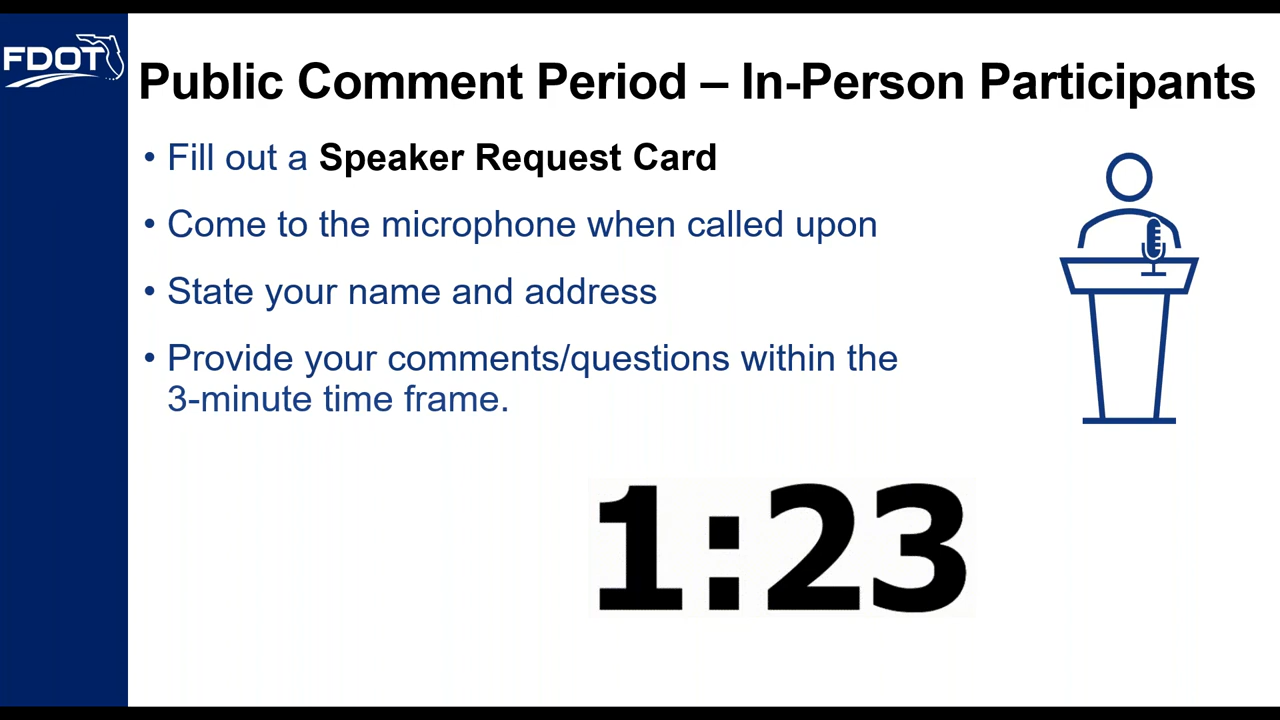 FDOT
Public Comment Period – In-Person Participants
• Fill out a Speaker Request Card
• Come to the microphone when called upon
• State your name and address
• Provide your comments/questions within the
3-minute time frame.
1:23